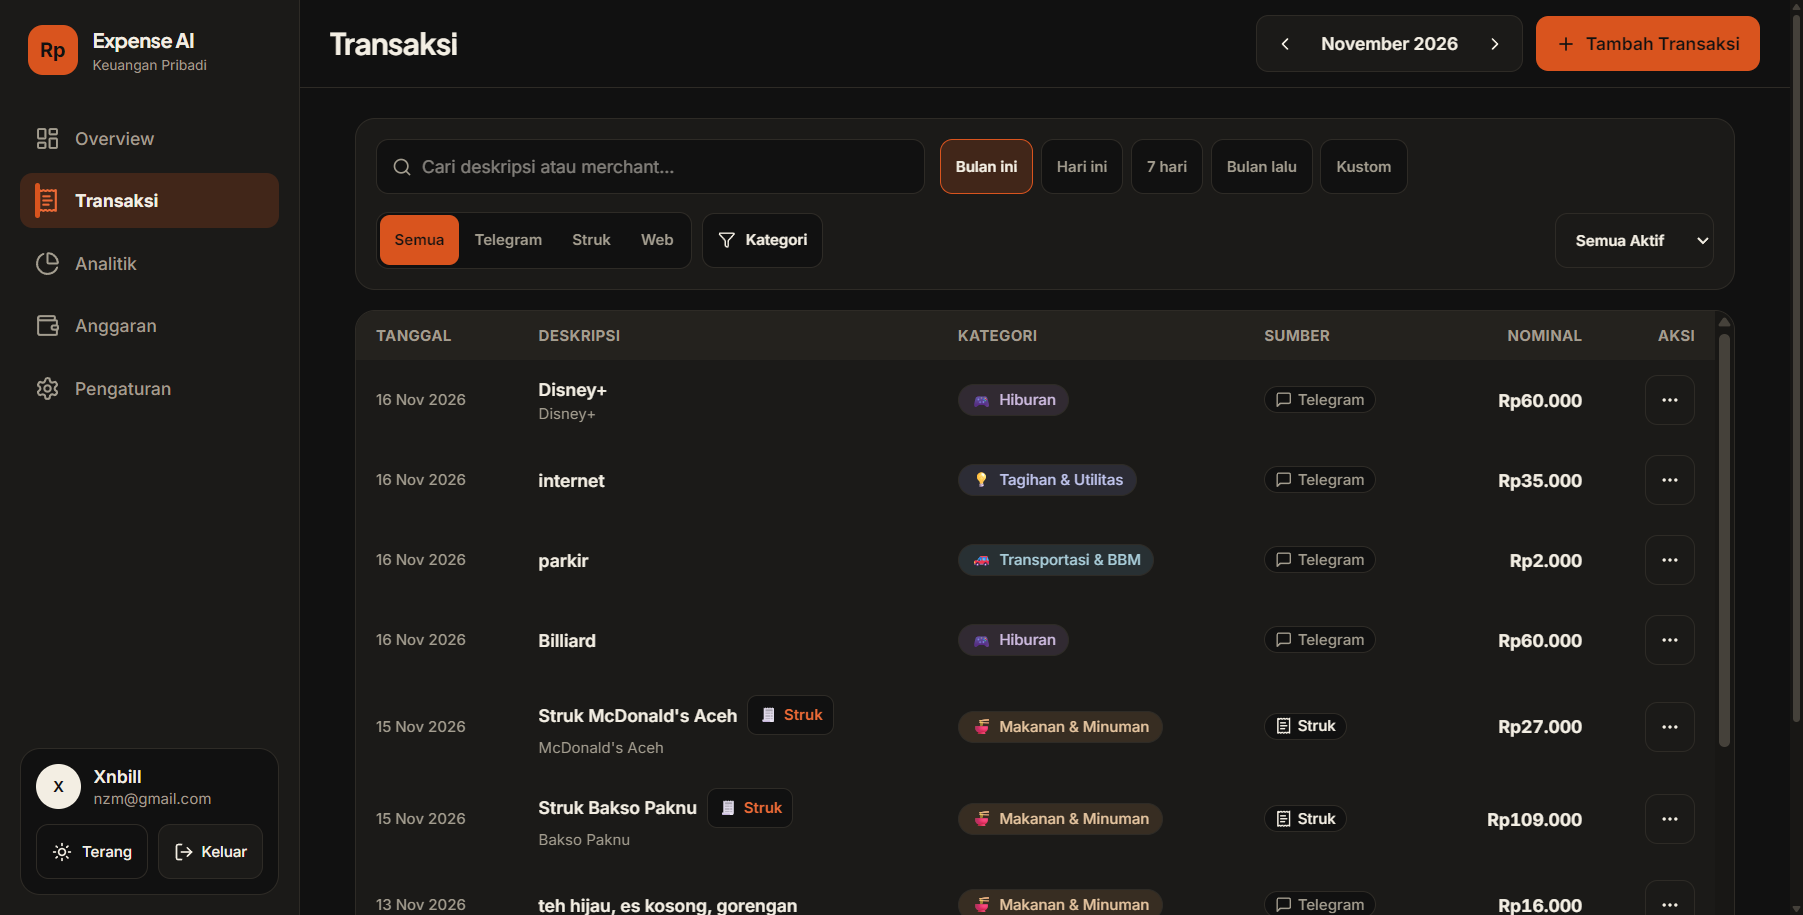 Rp
Expense AI
Keuangan Pribadi
Overview
Transaksi
Analitik
Anggaran
Pengaturan
X
Xnbill
nzm@gmail.com
Terang
Keluar
Transaksi
November 2026
+ Tambah Transaksi
Cari deskripsi atau merchant...
Bulan ini
Hari ini
7 hari
Bulan lalu
Kustom
Semua
Telegram
Struk
Web
Kategori
Semua Aktif
TANGGAL DESKRIPSI KATEGORI SUMBER NOMINAL AKSI
16 Nov 2026 Disney+ Hiburan Telegram Rp60.000 ...
Disney+
16 Nov 2026 internet Tagihan & Utilitas Telegram Rp35.000 ...
16 Nov 2026 parkir Transportasi & BBM Telegram Rp2.000 ...
16 Nov 2026 Billiard Hiburan Telegram Rp60.000 ...
15 Nov 2026 Struk McDonald's Aceh Struk Makanan & Minuman Struk Rp27.000 ...
McDonald's Aceh
15 Nov 2026 Struk Bakso Paknu Struk Makanan & Minuman Struk Rp109.000 ...
Bakso Paknu
13 Nov 2026 teh hijau, es kosong, gorengan Makanan & Minuman Telegram Rp16.000 ...